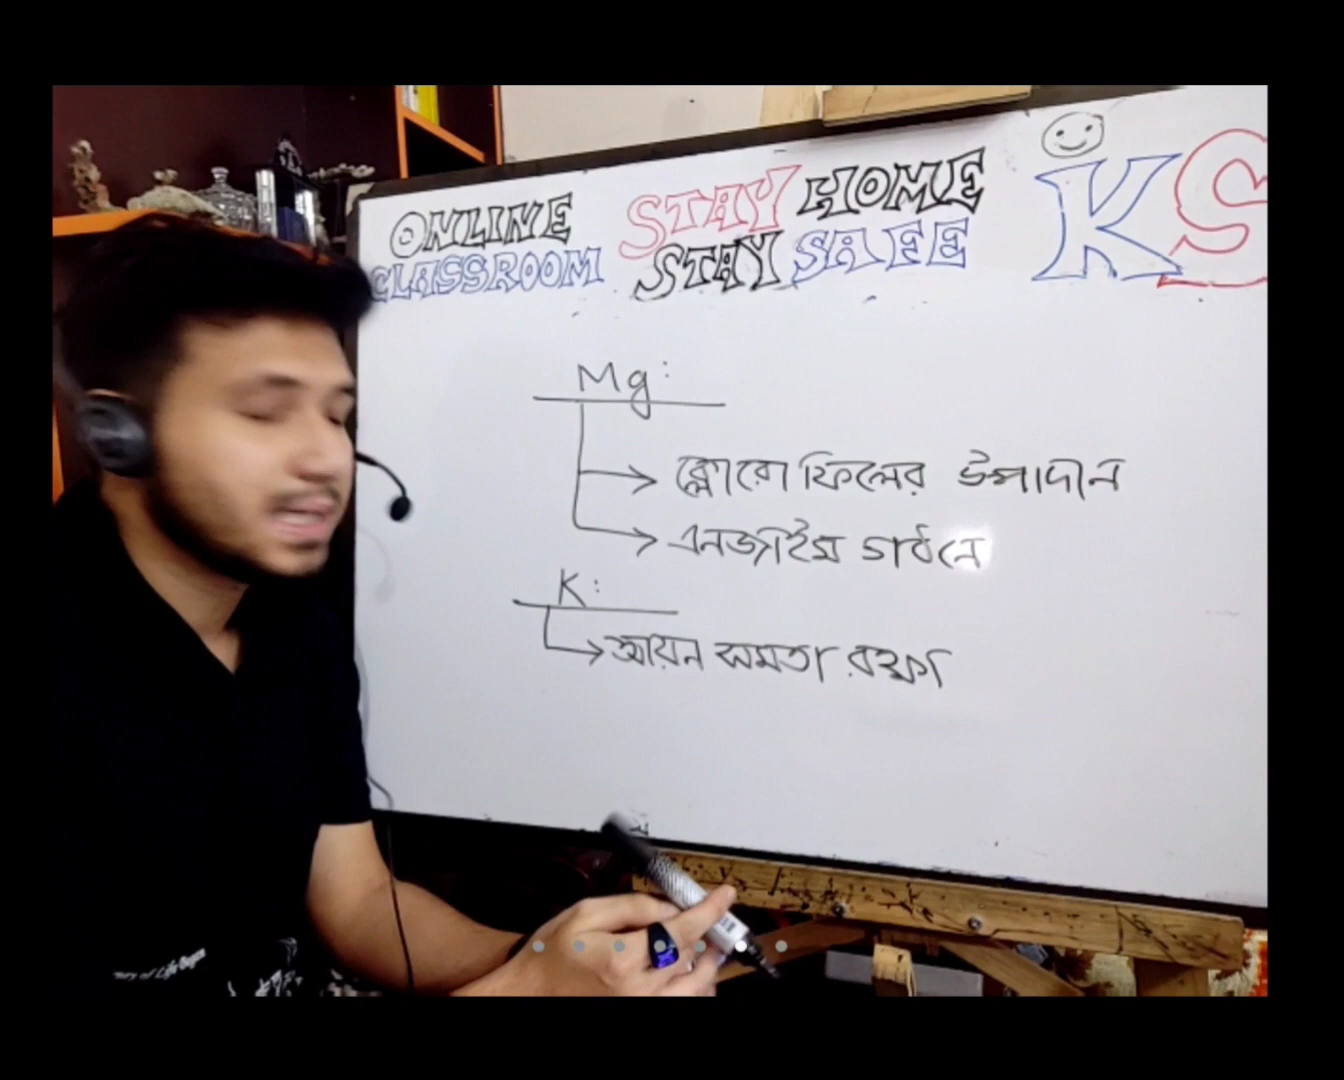 ONLINE STAY HOME
CLASSROOM STAY SAFE KS
Mg:
ক্লোরোফিলের উপাদান
এনজাইম গঠনে
K:
আয়ন সমতা রক্ষা